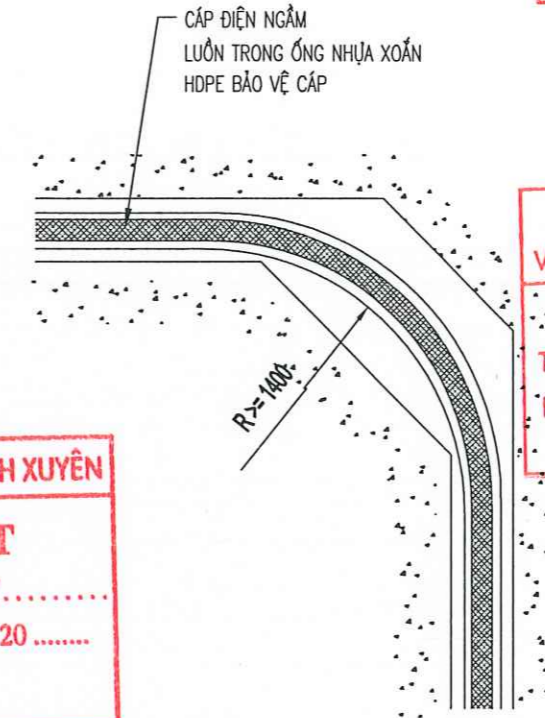 CÁP ĐIỆN NGẦM
LUỒN TRONG ỐNG NHỰA XOẮN
HDPE BẢO VỆ CÁP
V
T
R>=1400
H XUYÊN
T
..........
20 ........